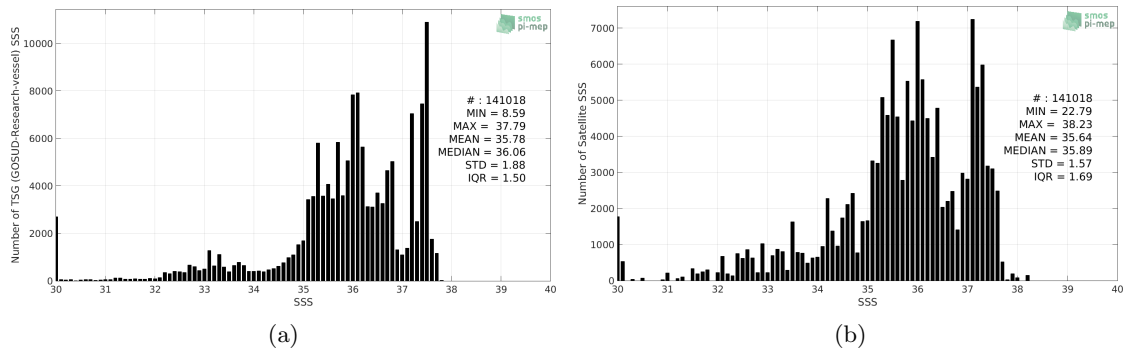 smos
pi-mep
Number of TSG (GOSUD-Research-vessel) SSS
10000
8000
6000
4000
2000
0
# : 141018
MIN = 8.59
MAX = 37.79
MEAN = 35.78
MEDIAN = 36.06
STD = 1.88
IQR = 1.50
30 31 32 33 34 35 36 37 38 39 40
SSS
(a)
smos
pi-mep
Number of Satellite SSS
7000
6000
5000
4000
3000
2000
1000
0
# : 141018
MIN = 22.79
MAX = 38.23
MEAN = 35.64
MEDIAN = 35.89
STD = 1.57
IQR = 1.69
30 31 32 33 34 35 36 37 38 39 40
SSS
(b)